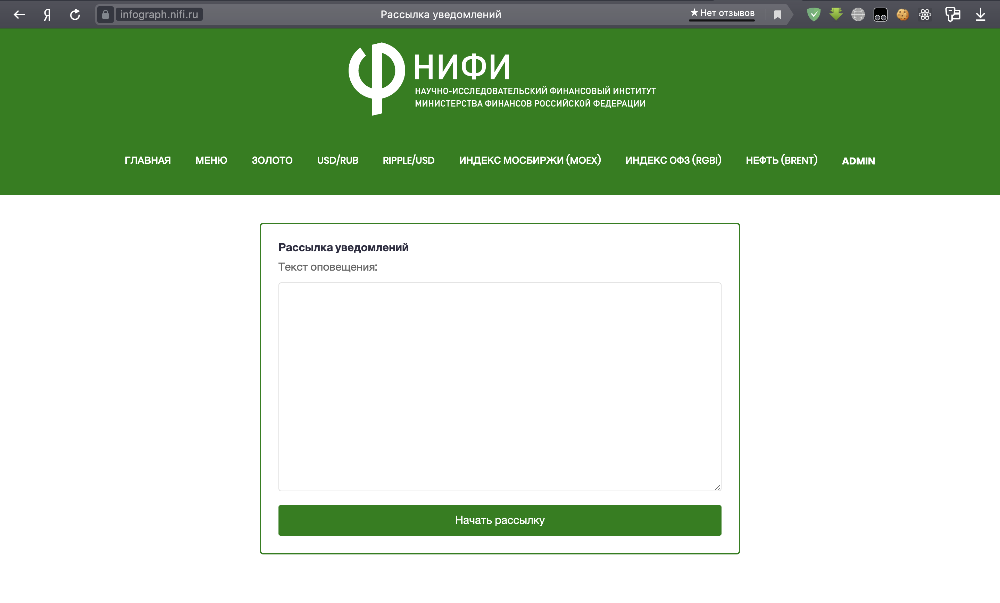 Я
infograph.nifi.ru
Рассылка уведомлений
★ Нет отзывов
НИФИ
НАУЧНО-ИССЛЕДОВАТЕЛЬСКИЙ ФИНАНСОВЫЙ ИНСТИТУТ
МИНИСТЕРСТВА ФИНАНСОВ РОССИЙСКОЙ ФЕДЕРАЦИИ
ГЛАВНАЯ
МЕНЮ
ЗОЛОТО
USD/RUB
RIPPLE/USD
ИНДЕКС МОСБИРЖИ (MOEX)
ИНДЕКС ОФЗ (RGBI)
НЕФТЬ (BRENT)
ADMIN
Рассылка уведомлений
Текст оповещения:
Начать рассылку